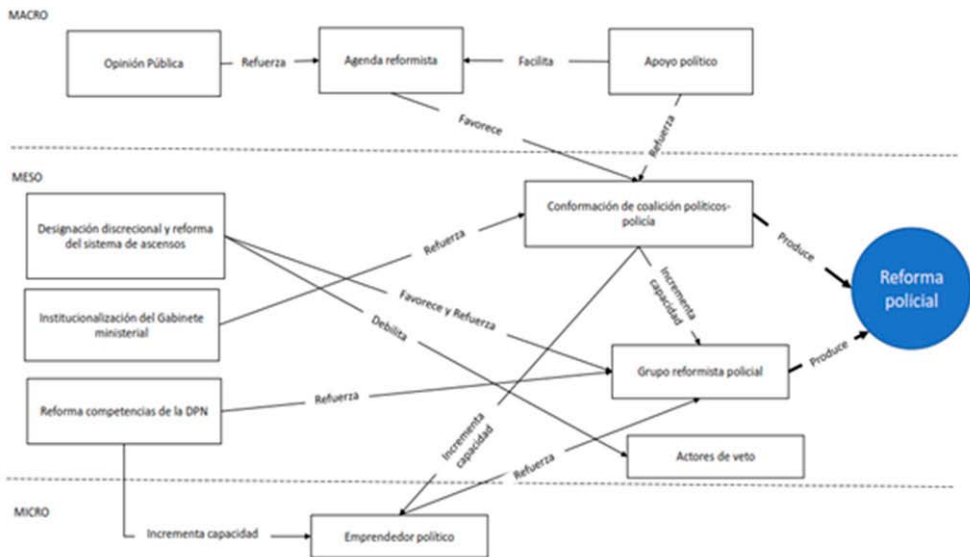 MACRO
Opinión Pública
Refuerza
Agenda reformista
Facilita
Apoyo político
Favorece
Refuerza
MESO
Designación discrecional y reforma
del sistema de ascensos
Conformación de coalición políticos-
policía
Refuerza
Produce
Reforma
policial
Institucionalización del Gabinete
ministerial
Favorece y Refuerza
Debilita
Incrementa
capacidad
Grupo reformista policial
Produce
Reforma competencias de la DPN
Refuerza
Incrementa
capacidad
Refuerza
Actores de veto
MICRO
Incrementa capacidad
Emprendedor político